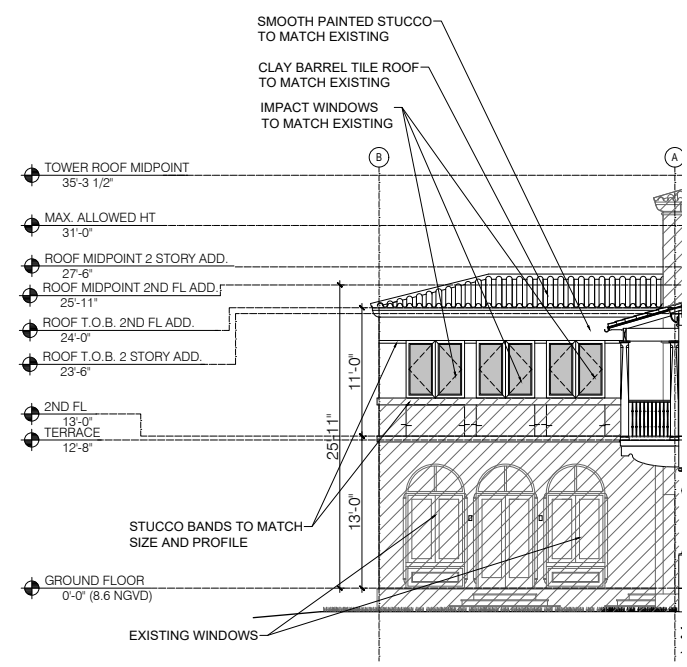 SMOOTH PAINTED STUCCO
TO MATCH EXISTING
CLAY BARREL TILE ROOF
TO MATCH EXISTING
IMPACT WINDOWS
TO MATCH EXISTING
B
A
TOWER ROOF MIDPOINT
35'-3 1/2"
MAX. ALLOWED HT
31'-0"
ROOF MIDPOINT 2 STORY ADD.
27'-6"
ROOF MIDPOINT 2ND FL ADD.
25'-11"
ROOF T.O.B. 2ND FL ADD.
24'-0"
ROOF T.O.B. 2 STORY ADD.
23'-6"
2ND FL
13'-0"
TERRACE
12'-8"
11'-0"
25'-11"
13'-0"
STUCCO BANDS TO MATCH
SIZE AND PROFILE
GROUND FLOOR
0'-0" (8.6 NGVD)
EXISTING WINDOWS